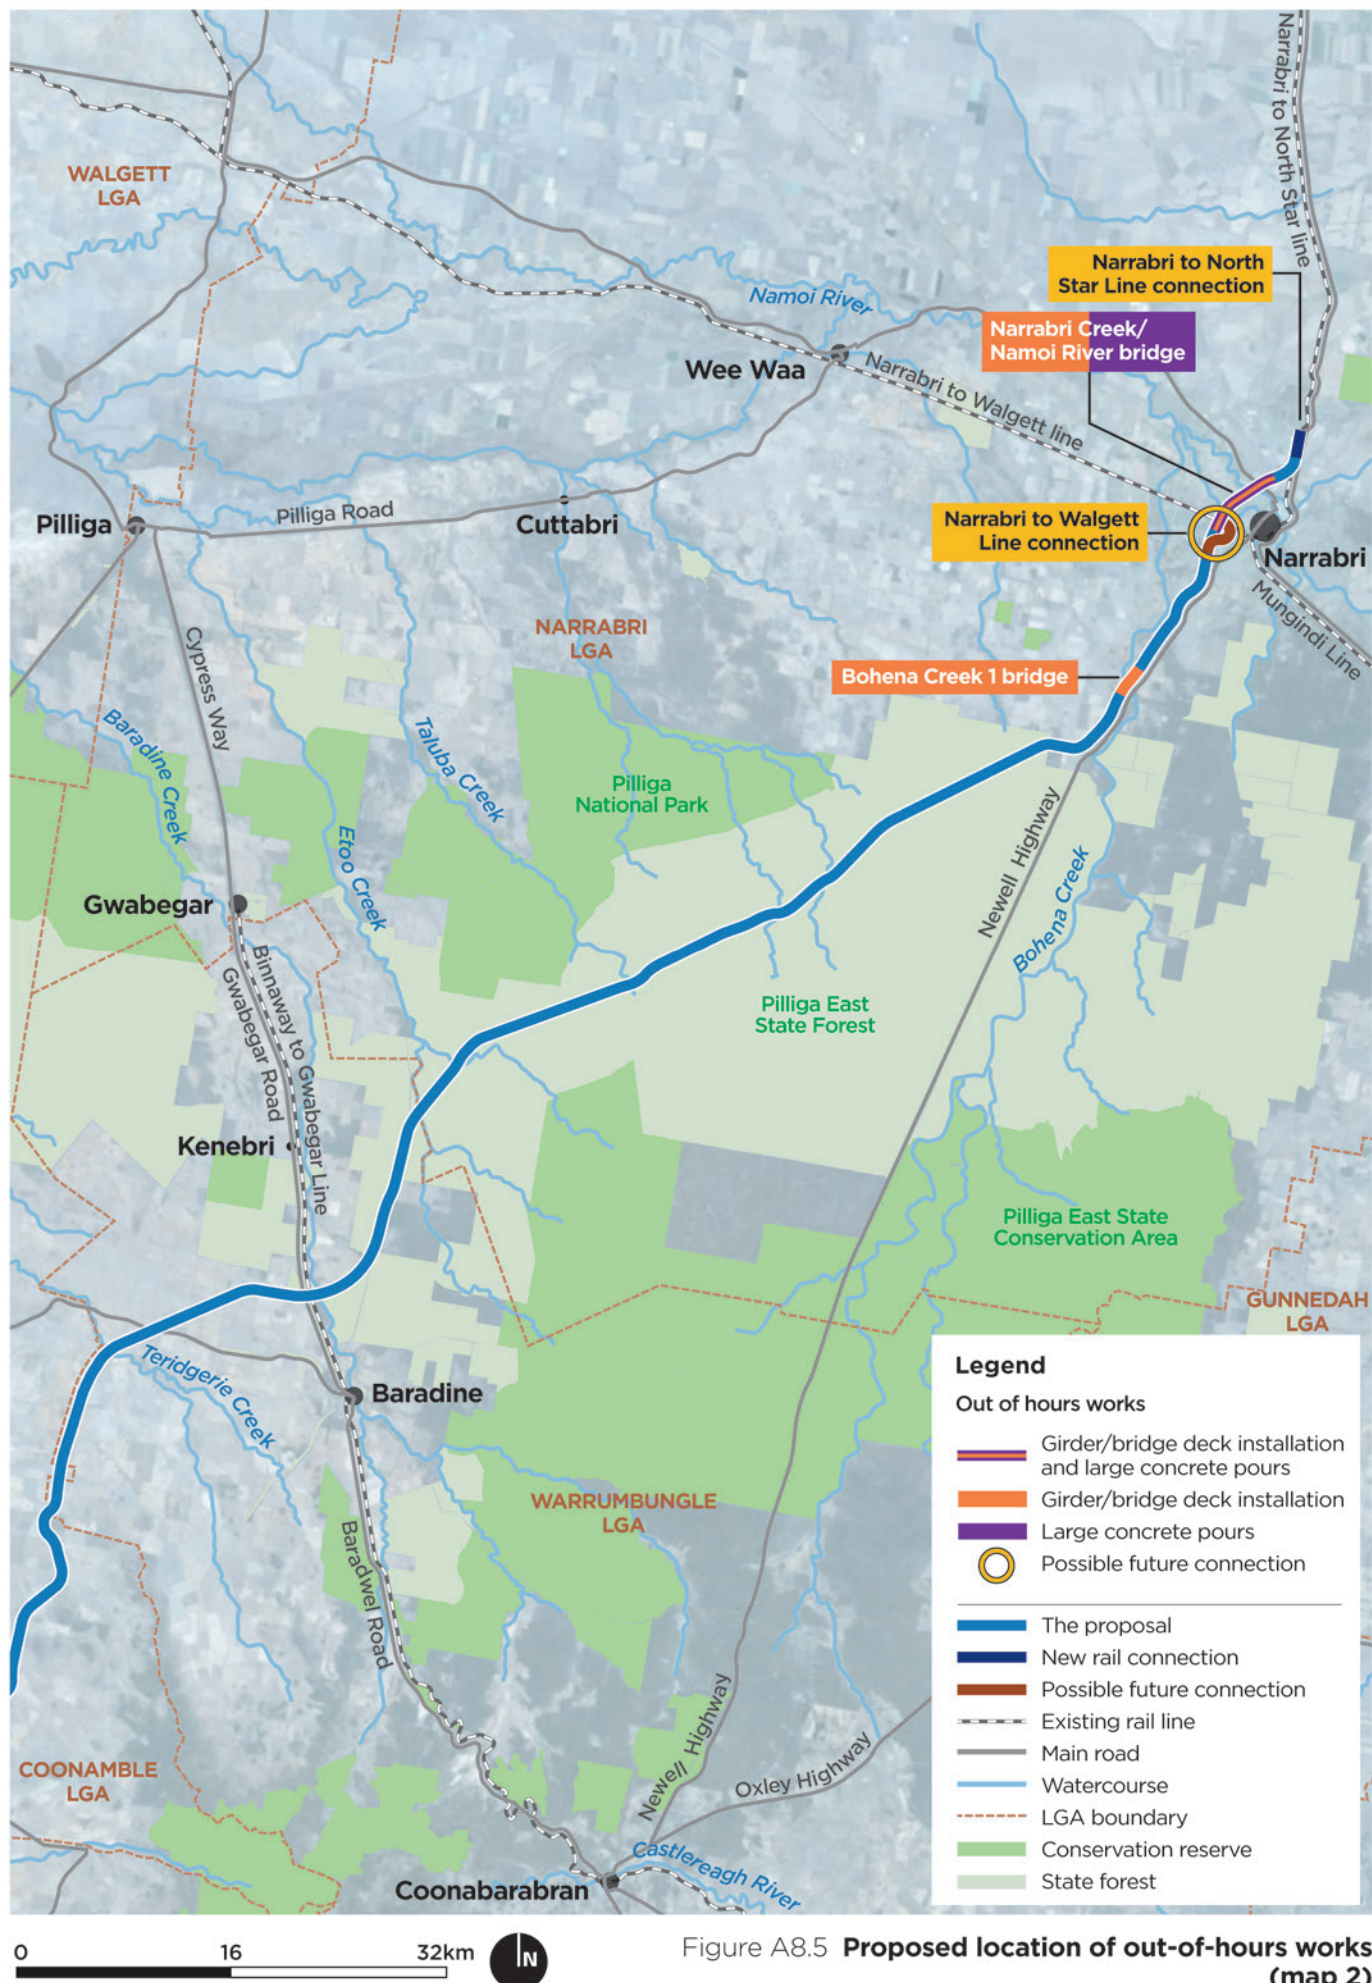 Narrabri to North Star line
WALGETT
LGA
Narrabri to North
Star Line connection
Namoi River
Narrabri Creek/
Namoi River bridge
Wee Waa
Narrabri to Walgett line
Pilliga
Pilliga Road
Cuttabri
Narrabri to Walgett
Line connection
Narrabri
Mungindi Line
NARRABRI
LGA
Cypress Way
Bohena Creek 1 bridge
Baradine Creek
Taluba Creek
Pilliga
National Park
Etoo Creek
Newell Highway
Bohena Creek
Gwabegar
Binnaway to Gwabegar Line
Gwabegar Road
Pilliga East
State Forest
Kenebri
Pilliga East State
Conservation Area
GUNNEDAH
LGA
Teridgerie Creek
Baradine
WARRUMBUNGLE
LGA
Baradwel Road
COONAMBLE
LGA
Newell Highway
Oxley Highway
Coonabarabran
Castlereagh River
Legend
Out of hours works
Girder/bridge deck installation
and large concrete pours
Girder/bridge deck installation
Large concrete pours
Possible future connection
The proposal
New rail connection
Possible future connection
Existing rail line
Main road
Watercourse
LGA boundary
Conservation reserve
State forest
0 16 32km
N
Figure A8.5 Proposed location of out-of-hours works
(map 2)